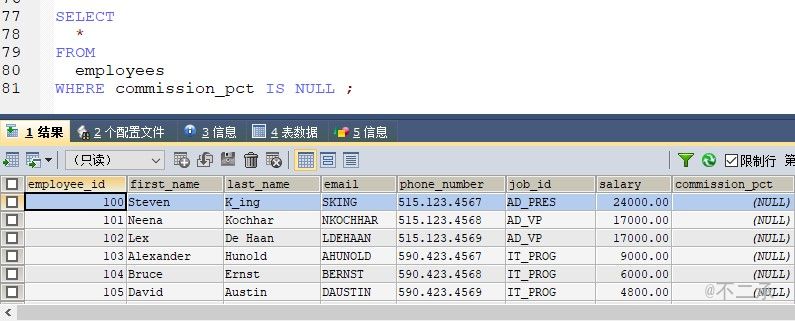 77 SELECT
78 *
79 FROM
80 employees
81 WHERE commission_pct IS NULL ;
1 结果 2 个配置文件 3 信息 4 表数据 5 信息
(只读) 限制行
employee_id first_name last_name email phone_number job_id salary commission_pct
100 Steven K_ing SKING 515.123.4567 AD_PRES 24000.00 (NULL)
101 Neena Kochhar NKOCHHAR 515.123.4568 AD_VP 17000.00 (NULL)
102 Lex De Haan LDEHAAN 515.123.4569 AD_VP 17000.00 (NULL)
103 Alexander Hunold AHUNOLD 590.423.4567 IT_PROG 9000.00 (NULL)
104 Bruce Ernst BERNST 590.423.4568 IT_PROG 6000.00 (NULL)
105 David Austin DAUSTIN 590.423.4569 IT_PROG 4800.00 (NULL)
@不二承